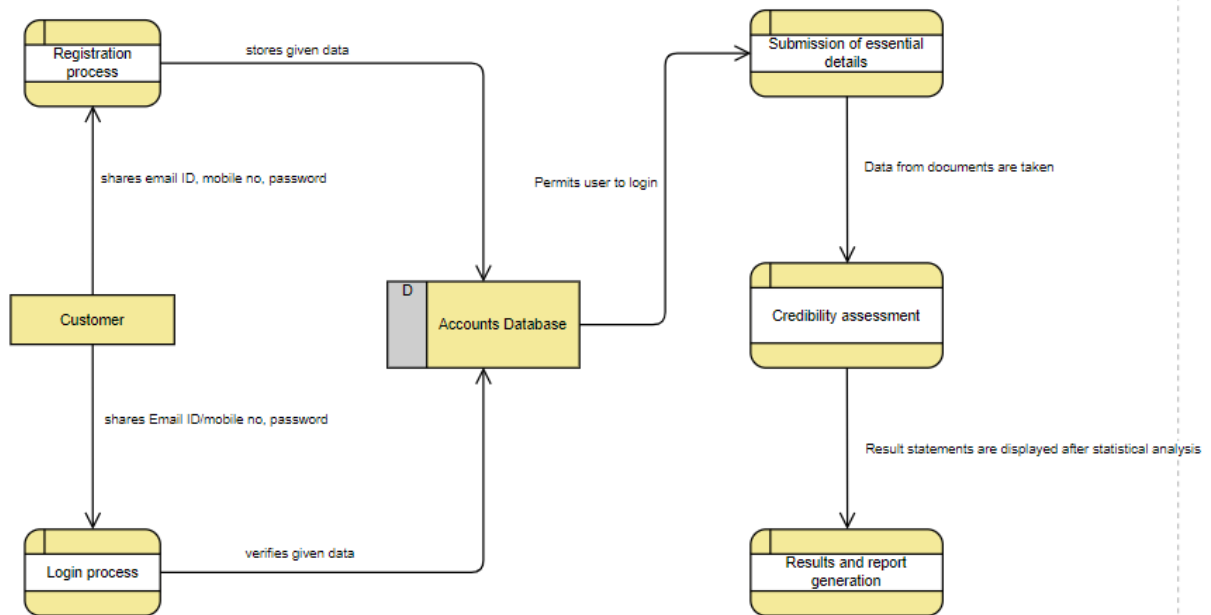 Registration
process
stores given data
Submission of essential
details
shares email ID, mobile no, password
Permits user to login
Data from documents are taken
D
Accounts Database
Customer
Credibility assessment
shares Email ID/mobile no, password
Result statements are displayed after statistical analysis
Login process
verifies given data
Results and report
generation